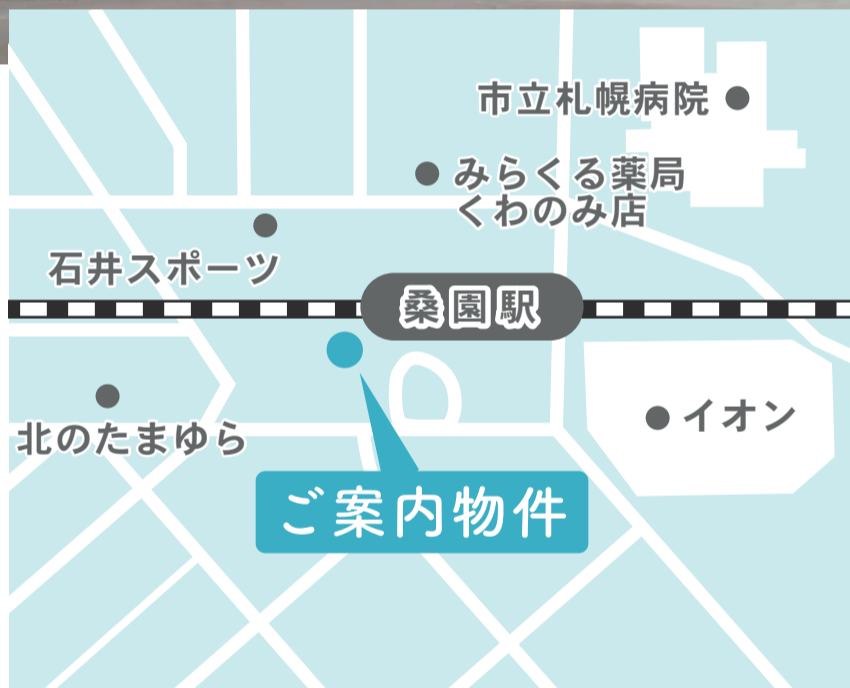 市立札幌病院
みらくる薬局
くわのみ店
石井スポーツ
桑園駅
イオン
北のたまゆら
ご案内物件